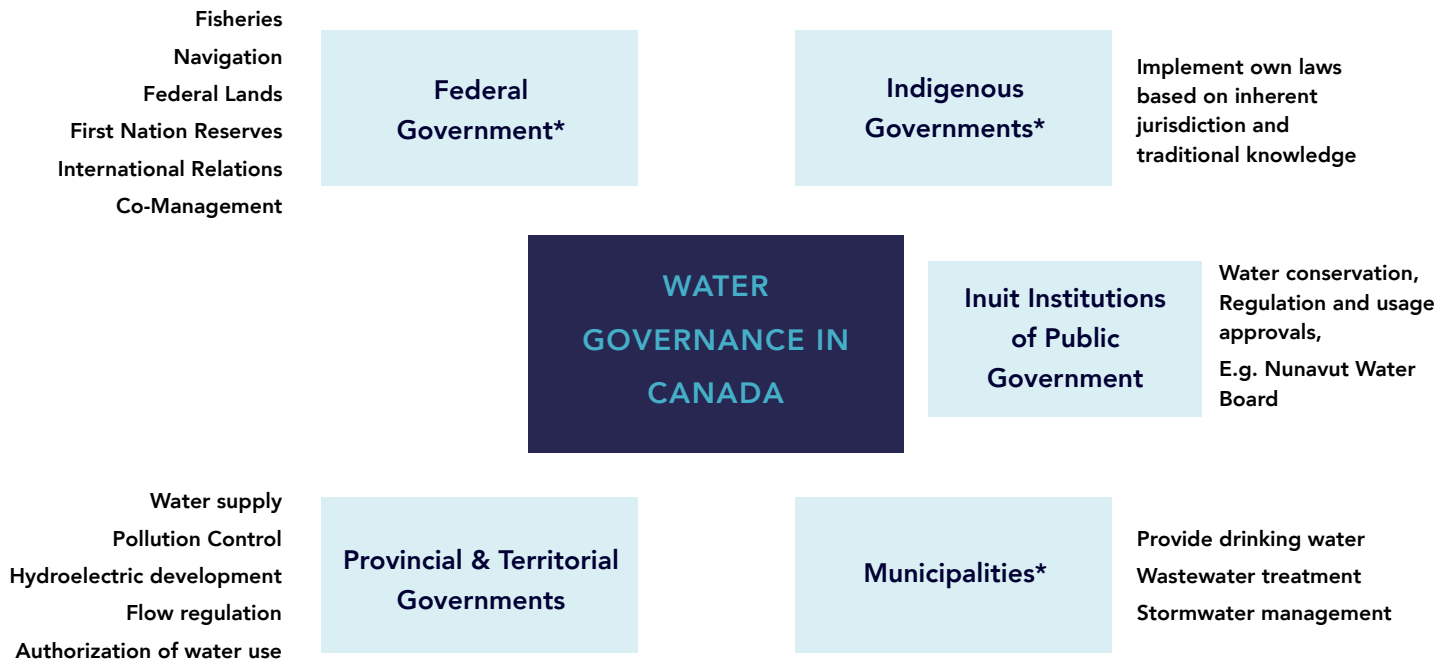 Fisheries
Navigation
Federal Lands
First Nation Reserves
International Relations
Co-Management
Federal
Government*
Indigenous
Governments*
Implement own laws
based on inherent
jurisdiction and
traditional knowledge
WATER
GOVERNANCE IN
CANADA
Inuit Institutions
of Public
Government
Water conservation,
Regulation and usage
approvals,
E.g. Nunavut Water
Board
Water supply
Pollution Control
Hydroelectric development
Flow regulation
Authorization of water use
Provincial & Territorial
Governments
Municipalities*
Provide drinking water
Wastewater treatment
Stormwater management